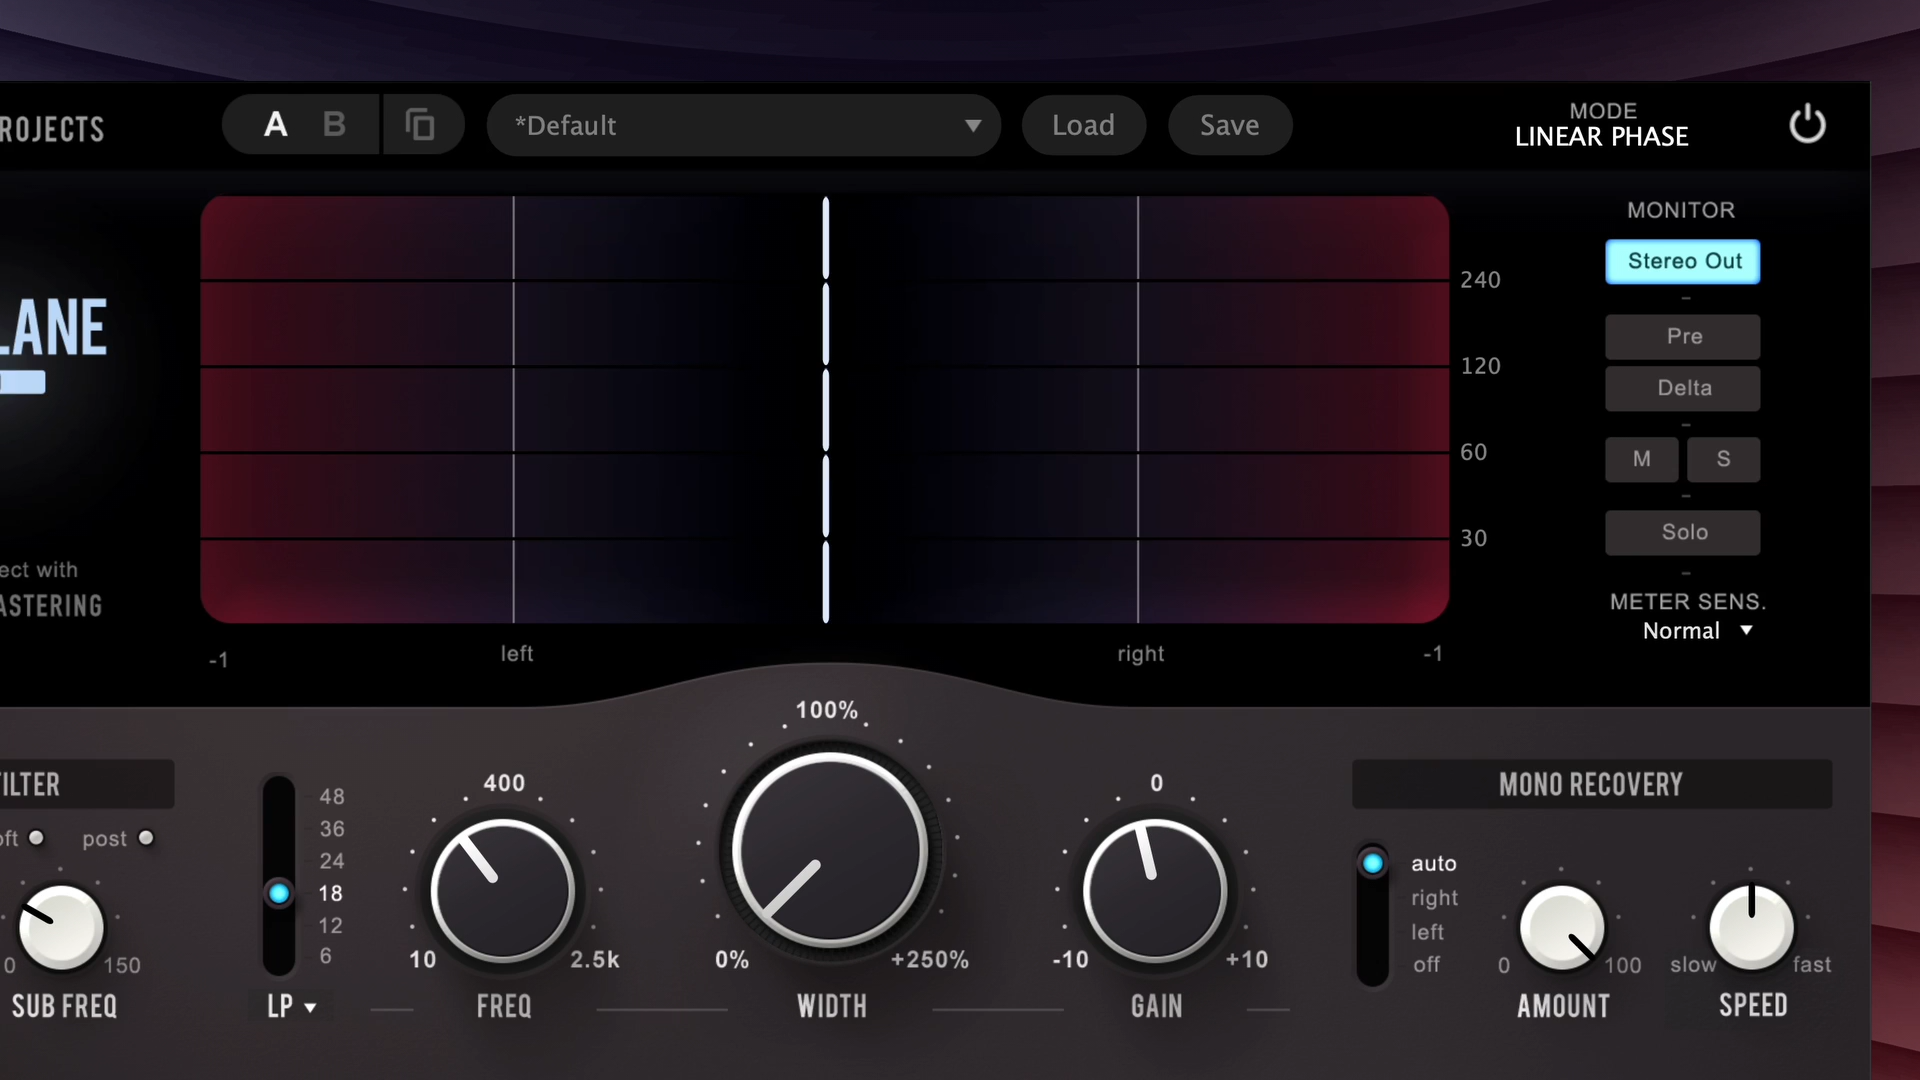 ROJECTS
A B
*Default
Load
Save
MODE
LINEAR PHASE
MONITOR
Stereo Out
Pre
Delta
M S
Solo
METER SENS.
Normal
LANE
ect with
ASTERING
240
120
60
30
-1 left right -1
ILTER
oft post
0 150
SUB FREQ
48
36
24
18
12
6
LP
400
10 2.5k
FREQ
100%
0% +250%
WIDTH
0
-10 +10
GAIN
MONO RECOVERY
auto
right
left
off
0 100
AMOUNT
slow fast
SPEED